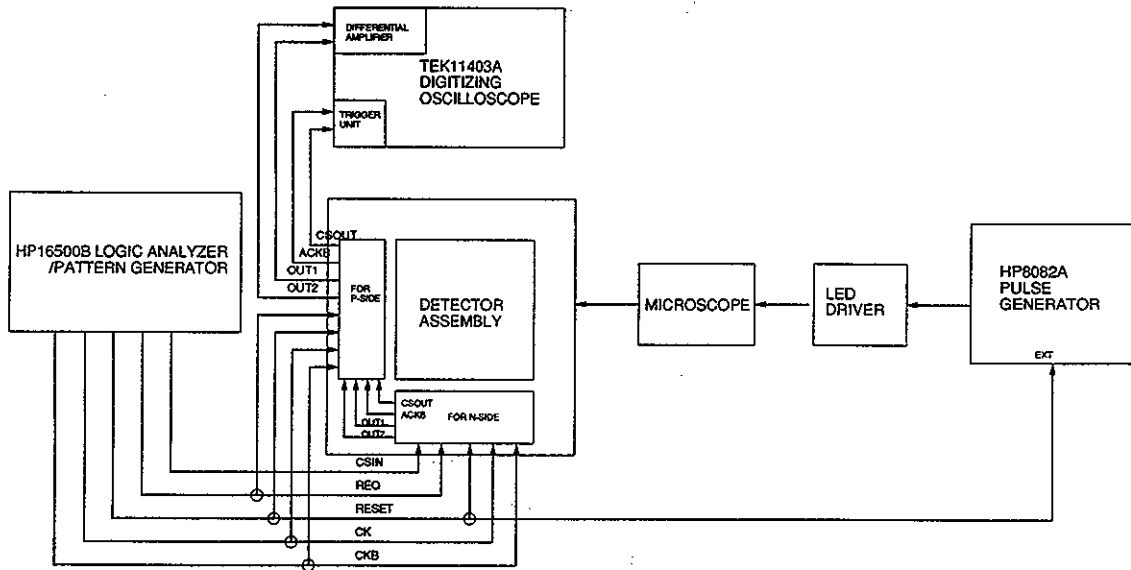 DIFFERENTIAL
AMPLIFIER
TEK11403A
DIGITIZING
OSCILLOSCOPE
TRIGGER
UNIT
HP16500B LOGIC ANALYZER
/PATTERN GENERATOR
CSOUT
ACKB
OUT1
OUT2
FOR
P-SIDE
DETECTOR
ASSEMBLY
MICROSCOPE
LED
DRIVER
HP8082A
PULSE
GENERATOR
EXT
CSOUT
ACKB
OUT1
OUT2
FOR N-SIDE
CSIN
REQ
RESET
CK
CKB